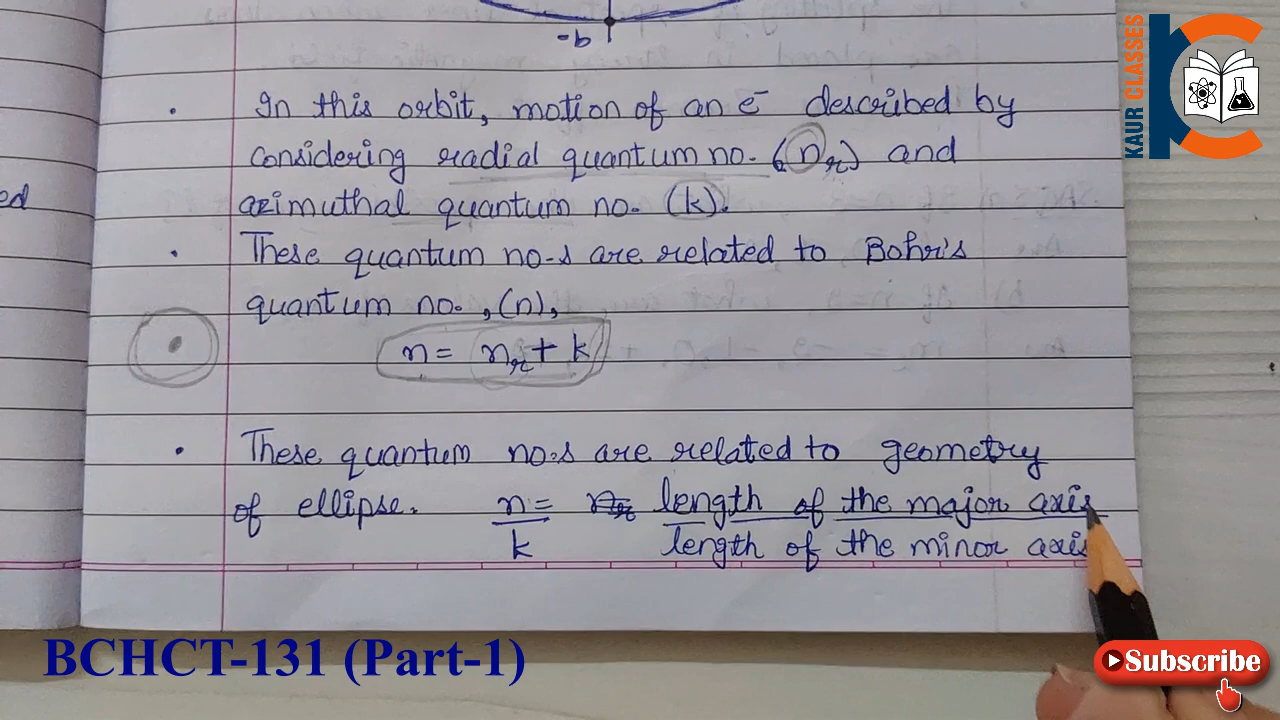 -b
In this orbit, motion of an e⁻ described by
considering radial quantum no. (nr) and
azimuthal quantum no. (k).
ed
These quantum no.s are related to Bohr's
quantum no., (n),
n = nr + k
These quantum no.s are related to geometry
of ellipse. n = length of the major axis
k length of the minor axis
BCHCT-131 (Part-1)
KAUR CLASSES
Subscribe